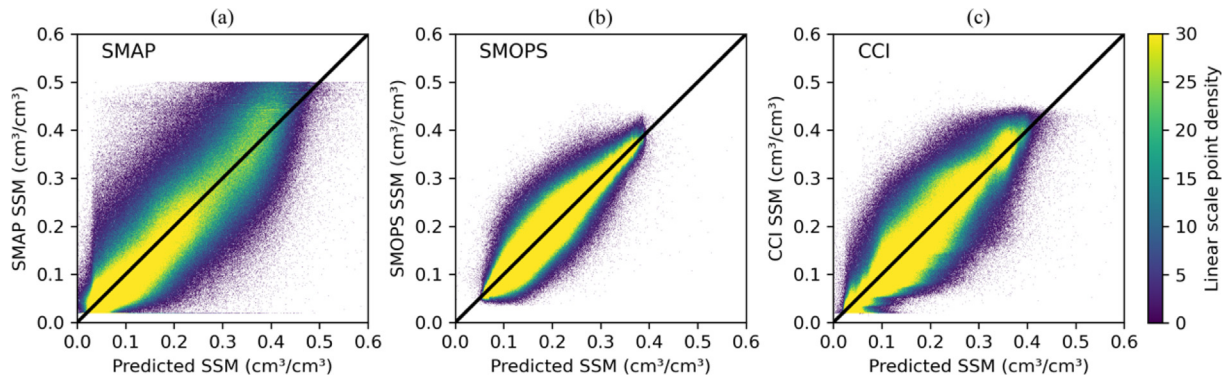 (a) (b) (c)
SMAP
SMAP SSM (cm³/cm³)
0.6
0.5
0.4
0.3
0.2
0.1
0.0
0.0 0.1 0.2 0.3 0.4 0.5 0.6
Predicted SSM (cm³/cm³)
SMOPS
SMOPS SSM (cm³/cm³)
0.6
0.5
0.4
0.3
0.2
0.1
0.0
0.0 0.1 0.2 0.3 0.4 0.5 0.6
Predicted SSM (cm³/cm³)
CCI
CCI SSM (cm³/cm³)
0.6
0.5
0.4
0.3
0.2
0.1
0.0
0.0 0.1 0.2 0.3 0.4 0.5 0.6
Predicted SSM (cm³/cm³)
30
25
20
15
10
5
0
Linear scale point density